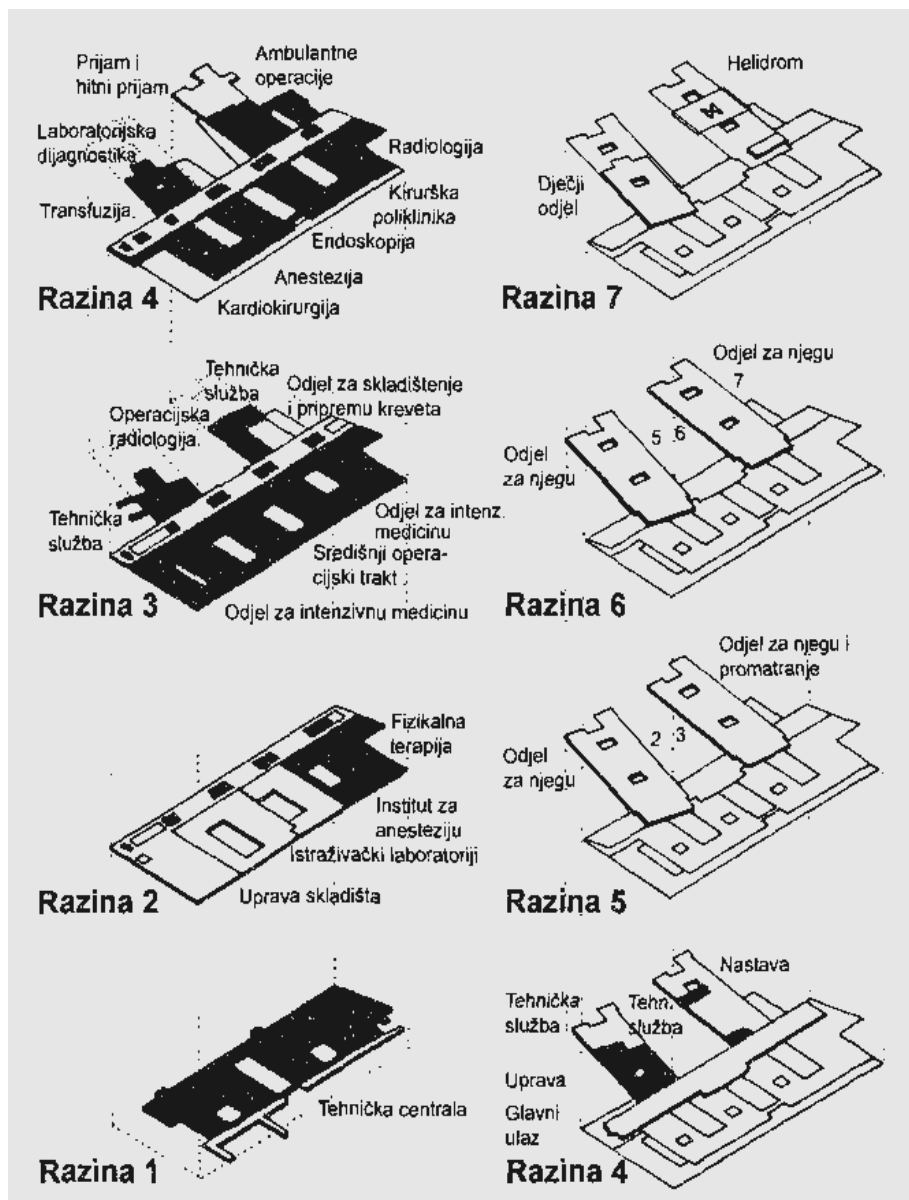 Prijam i
hitni prijam
Ambulantne
operacije
Laboratorijska
dijagnostika
Transfuzija
Radiologija
Kirurška
poliklinika
Endoskopija
Anestezija
Kardiokirurgija
Razina 4
Tehnička
služba
Odjel za skladištenje
i pripremu kreveta
Operacijska
radiologija
Tehnička
služba
Odjel za intenz.
medicinu
Središnji opera-
cijski trakt
Odjel za intenzivnu medicinu
Razina 3
Fizikalna
terapija
Institut za
anesteziju
Istraživački laboratoriji
Uprava skladišta
Razina 2
Tehnička centrala
Razina 1
Helidrom
Dječji
odjel
Razina 7
Odjel za njegu
7
5 6
Odjel
za njegu
Razina 6
Odjel za njegu i
promatranje
2 3
Odjel
za njegu
Razina 5
Nastava
Tehnička
služba
Tehn.
služba
Uprava
Glavni
ulaz
Razina 4